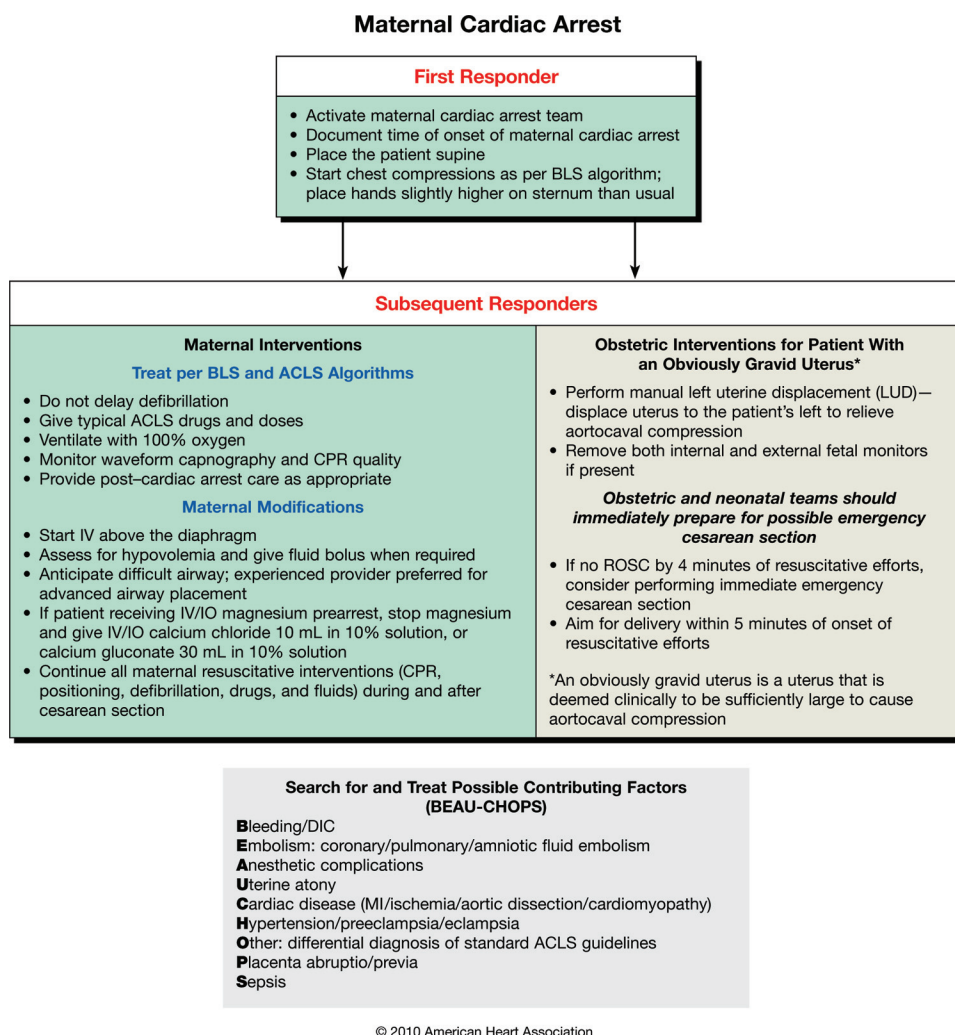 Maternal Cardiac Arrest
First Responder
• Activate maternal cardiac arrest team
• Document time of onset of maternal cardiac arrest
• Place the patient supine
• Start chest compressions as per BLS algorithm;
place hands slightly higher on sternum than usual
Subsequent Responders
Maternal Interventions
Treat per BLS and ACLS Algorithms
• Do not delay defibrillation
• Give typical ACLS drugs and doses
• Ventilate with 100% oxygen
• Monitor waveform capnography and CPR quality
• Provide post–cardiac arrest care as appropriate
Maternal Modifications
• Start IV above the diaphragm
• Assess for hypovolemia and give fluid bolus when required
• Anticipate difficult airway; experienced provider preferred for
advanced airway placement
• If patient receiving IV/IO magnesium prearrest, stop magnesium
and give IV/IO calcium chloride 10 mL in 10% solution, or
calcium gluconate 30 mL in 10% solution
• Continue all maternal resuscitative interventions (CPR,
positioning, defibrillation, drugs, and fluids) during and after
cesarean section
Obstetric Interventions for Patient With
an Obviously Gravid Uterus*
• Perform manual left uterine displacement (LUD)—
displace uterus to the patient's left to relieve
aortocaval compression
• Remove both internal and external fetal monitors
if present
Obstetric and neonatal teams should
immediately prepare for possible emergency
cesarean section
• If no ROSC by 4 minutes of resuscitative efforts,
consider performing immediate emergency
cesarean section
• Aim for delivery within 5 minutes of onset of
resuscitative efforts
*An obviously gravid uterus is a uterus that is
deemed clinically to be sufficiently large to cause
aortocaval compression
Search for and Treat Possible Contributing Factors
(BEAU-CHOPS)
Bleeding/DIC
Embolism: coronary/pulmonary/amniotic fluid embolism
Anesthetic complications
Uterine atony
Cardiac disease (MI/ischemia/aortic dissection/cardiomyopathy)
Hypertension/preeclampsia/eclampsia
Other: differential diagnosis of standard ACLS guidelines
Placenta abruptio/previa
Sepsis
© 2010 American Heart Association